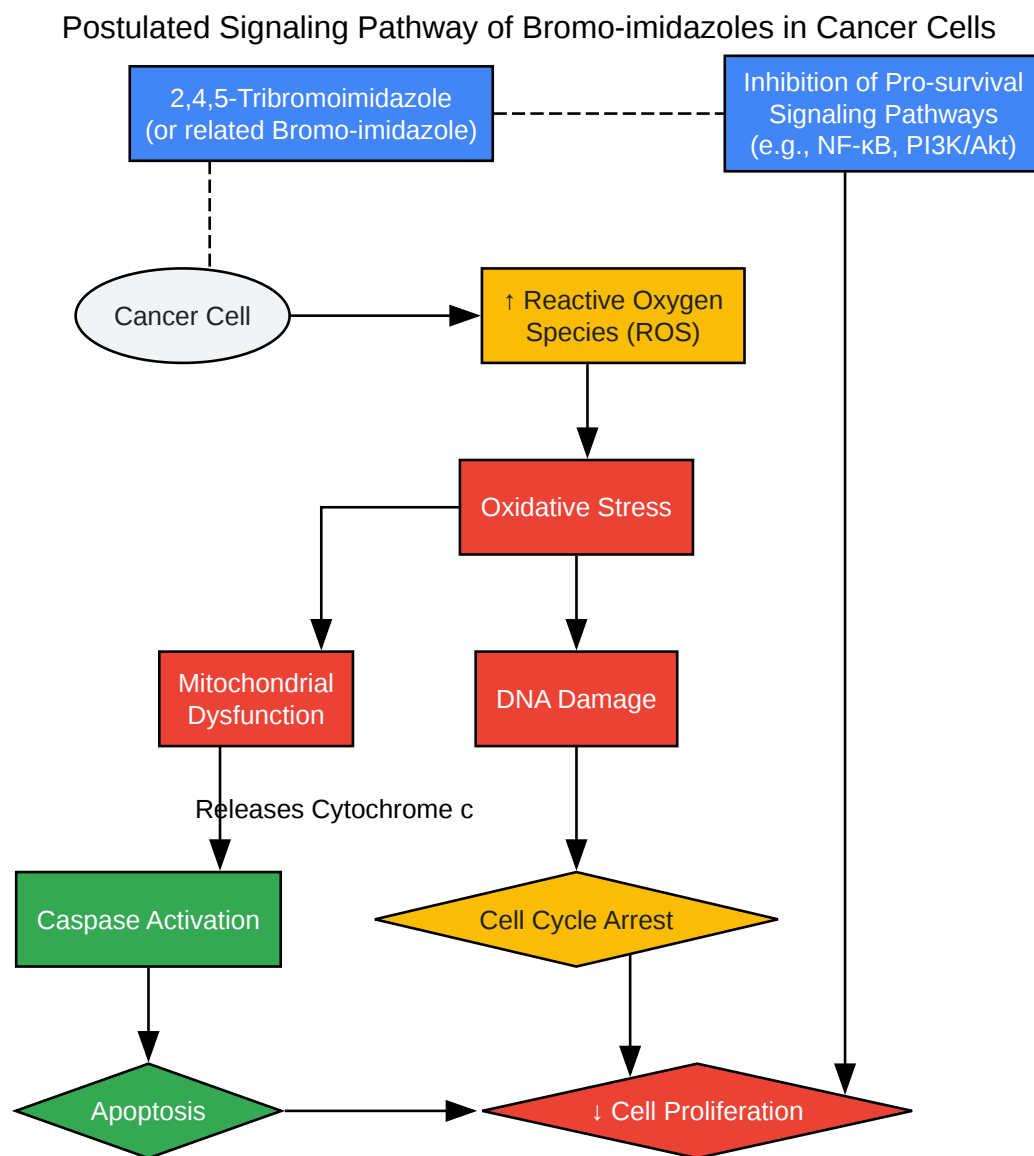 Postulated Signaling Pathway of Bromo-imidazoles in Cancer Cells
2,4,5-Tribromoimidazole
(or related Bromo-imidazole)
Inhibition of Pro-survival
Signaling Pathways
(e.g., NF-κB, PI3K/Akt)
Cancer Cell
↑ Reactive Oxygen
Species (ROS)
Oxidative Stress
Mitochondrial
Dysfunction
DNA Damage
Releases Cytochrome c
Caspase Activation
Cell Cycle Arrest
Apoptosis
↓ Cell Proliferation